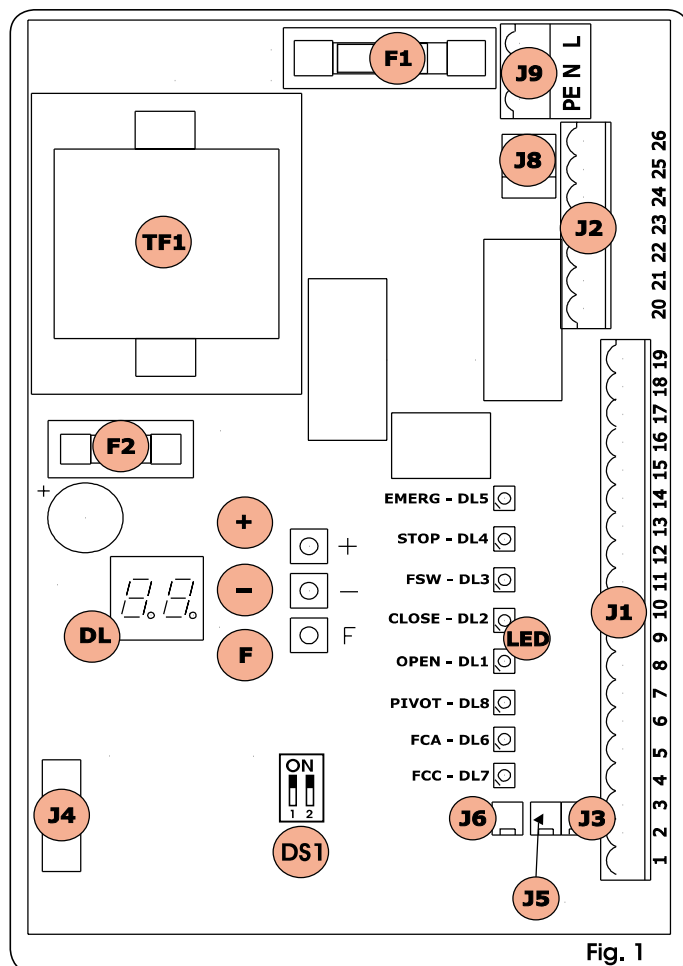 F1
J9
PE N L
J8
J2
20 21 22 23 24 25 26
TF1
F2
+
+
+
-
-
F
F
8.8.
DL
EMERG - DL5
STOP - DL4
FSW - DL3
CLOSE - DL2
LED
OPEN - DL1
PIVOT - DL8
FCA - DL6
FCC - DL7
J1
1 2 3 4 5 6 7 8 9 10 11 12 13 14 15 16 17 18 19
J4
ON
1 2
DS1
J6
J3
J5
Fig. 1